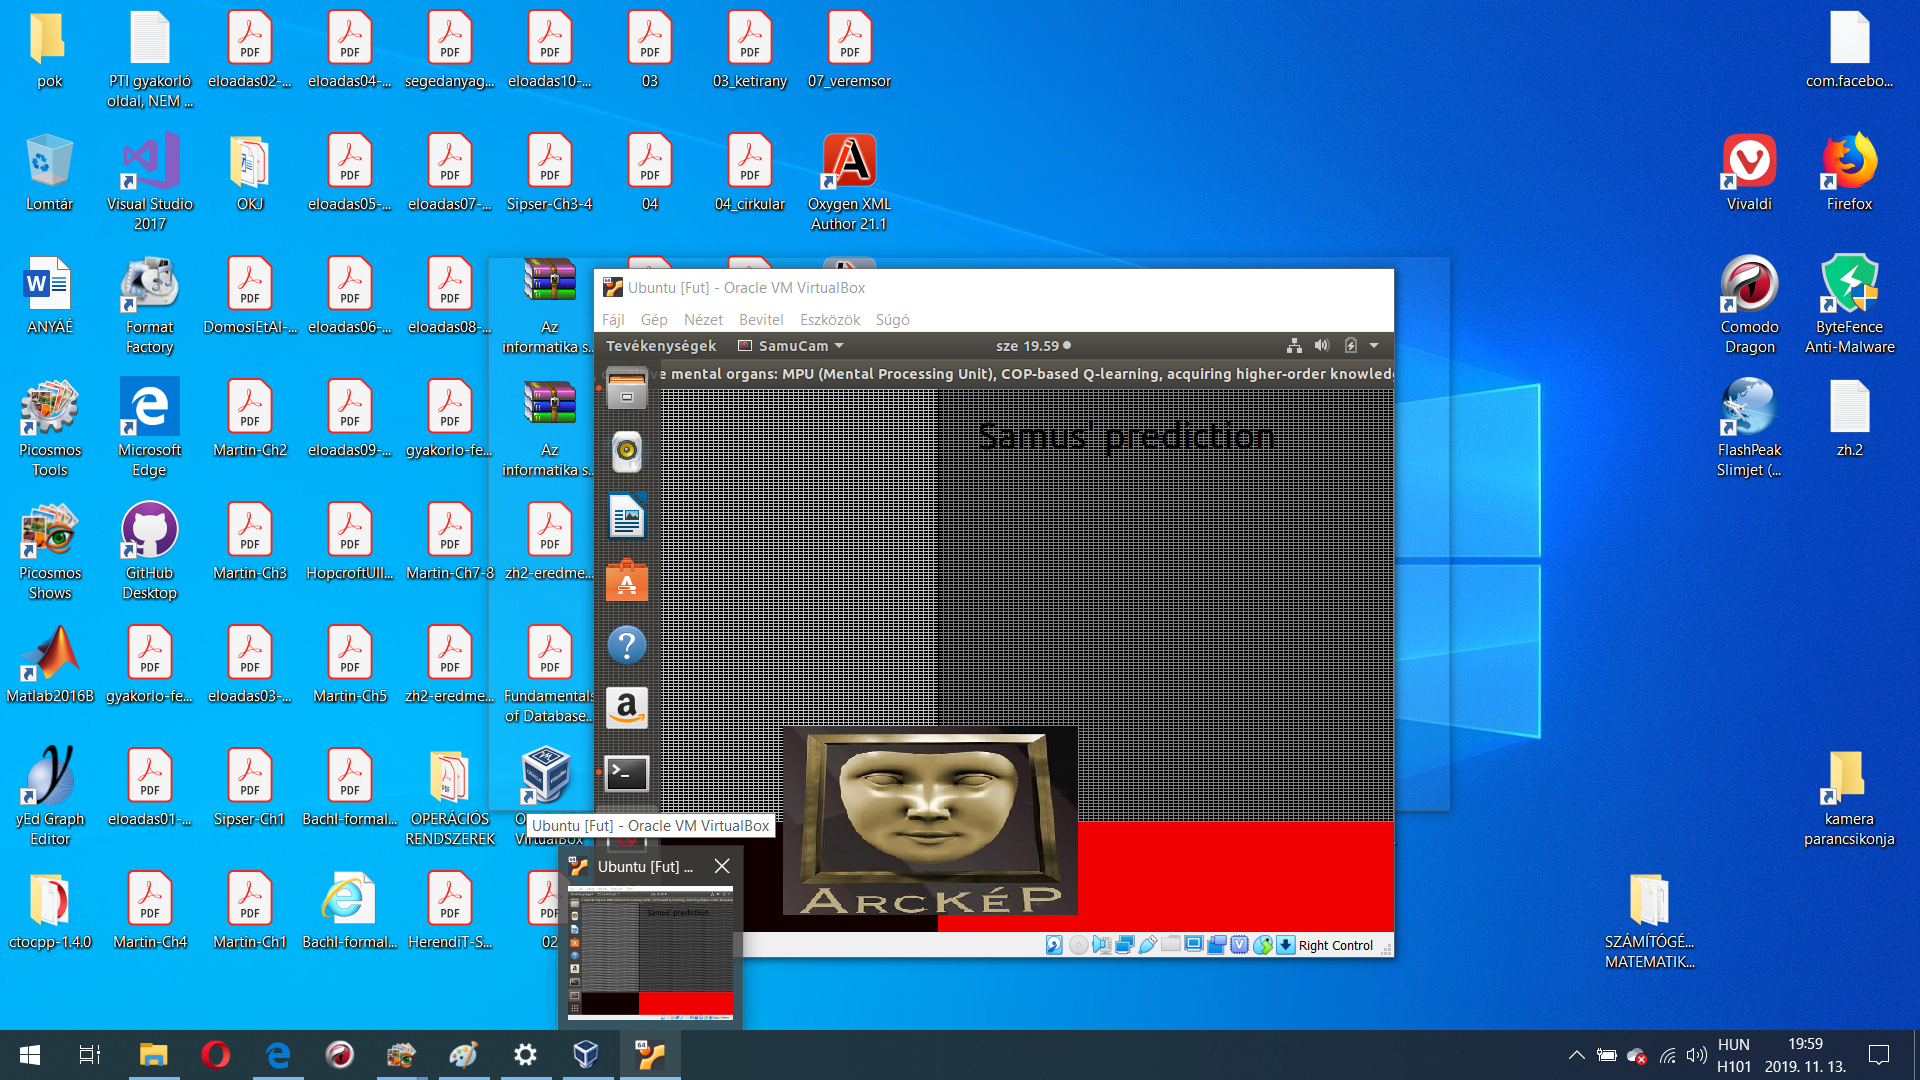 pok
PTI gyakorló
oldal, NEM ...
eloadas02-...
eloadas04-...
segedanyag...
eloadas10-...
03
03_ketirany
07_veremsor
com.facebo...
Lomtár
Visual Studio
2017
OKJ
eloadas05-...
eloadas07-...
Sipser-Ch3-4
04
04_cirkular
Oxygen XML
Author 21.1
Vivaldi
Firefox
ANYÁÉ
Format
Factory
DomosiEtAl-...
eloadas06-...
eloadas08-...
Az
informatika s...
Comodo
Dragon
ByteFence
Anti-Malware
Picosmos
Tools
Microsoft
Edge
Martin-Ch2
eloadas09-...
gyakorlo-fe...
Az
informatika s...
FlashPeak
Slimjet (...
zh.2
Picosmos
Shows
GitHub
Desktop
Martin-Ch3
HopcroftUll...
Martin-Ch7-8
zh2-eredme...
Matlab2016B
gyakorlo-fe...
eloadas03-...
Martin-Ch5
zh2-eredme...
Fundamentals
of Database...
yEd Graph
Editor
eloadas01-...
Sipser-Ch1
Bachl-formal...
OPERÁCIÓS
RENDSZEREK
VirtualBox
kamera
parancsikonja
ctocpp-1.4.0
Martin-Ch4
Martin-Ch1
Bachl-formal...
HerendiT-S...
02
SZÁMÍTÓGÉ...
MATEMATIK...
Ubuntu [Fut] - Oracle VM VirtualBox
Fájl Gép Nézet Bevitel Eszközök Súgó
Tevékenységek SamuCam sze 19.59
e mental organs: MPU (Mental Processing Unit), COP-based Q-learning, acquiring higher-order knowledg
Samus' prediction
ARCKÉP
Right Control
Ubuntu [Fut] - Oracle VM VirtualBox
Ubuntu [Fut] ...
Samus' prediction
HUN
H101
19:59
2019. 11. 13.